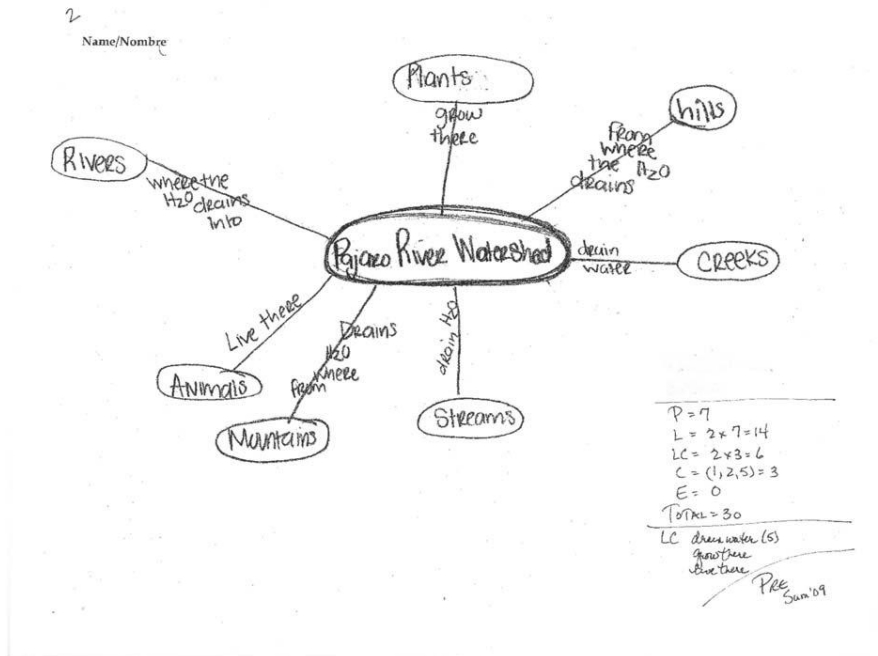 2
Name/Nombre
Plants
grow
there
hills
From
where
the H2O
drains
Rivers
where the
H2O drains
into
Pajaro River Watershed
drain
water
CReeks
Live there
Animals
Drains
H2O
from where
Mountains
drain H2O
Streams
P = 7
L = 2 x 7 = 14
LC = 2 x 3 = 6
C = (1, 2, 5) = 3
E = 0
TOTAL = 30
LC drain water (5)
grow there
live there
PRE
Sum '09